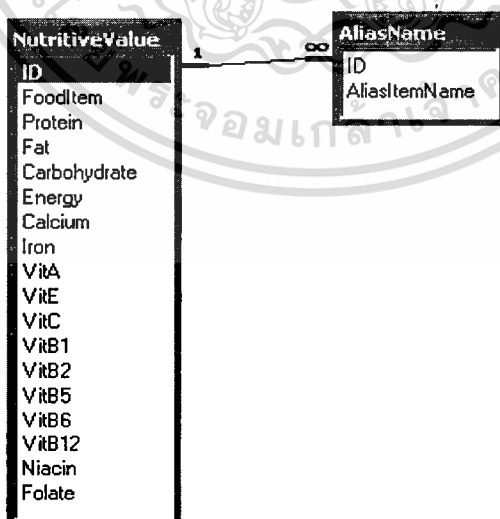 NutritiveValue
ID
FoodItem
Protein
Fat
Carbohydrate
Energy
Calcium
Iron
VitA
VitE
VitC
VitB1
VitB2
VitB5
VitB6
VitB12
Niacin
Folate
1 ∞
AliasName
ID
AliasItemName